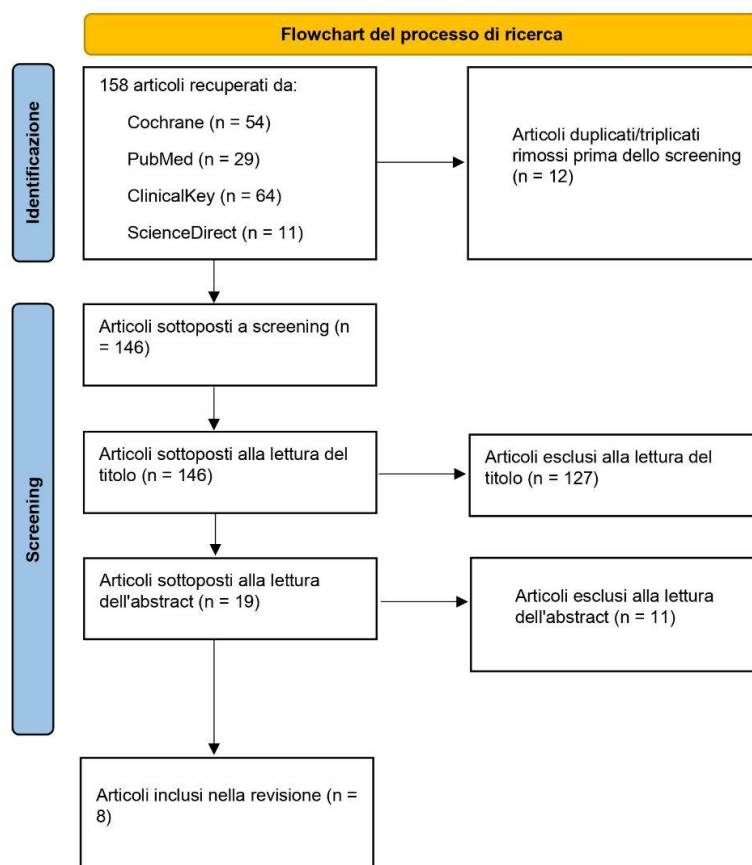 Flowchart del processo di ricerca
Identificazione
158 articoli recuperati da:
Cochrane (n = 54)
PubMed (n = 29)
ClinicalKey (n = 64)
ScienceDirect (n = 11)
Articoli duplicati/triplicati
rimossi prima dello screening
(n = 12)
Screening
Articoli sottoposti a screening (n
= 146)
Articoli sottoposti alla lettura del
titolo (n = 146)
Articoli esclusi alla lettura del
titolo (n = 127)
Articoli sottoposti alla lettura
dell'abstract (n = 19)
Articoli esclusi alla lettura
dell'abstract (n = 11)
Articoli inclusi nella revisione (n =
8)